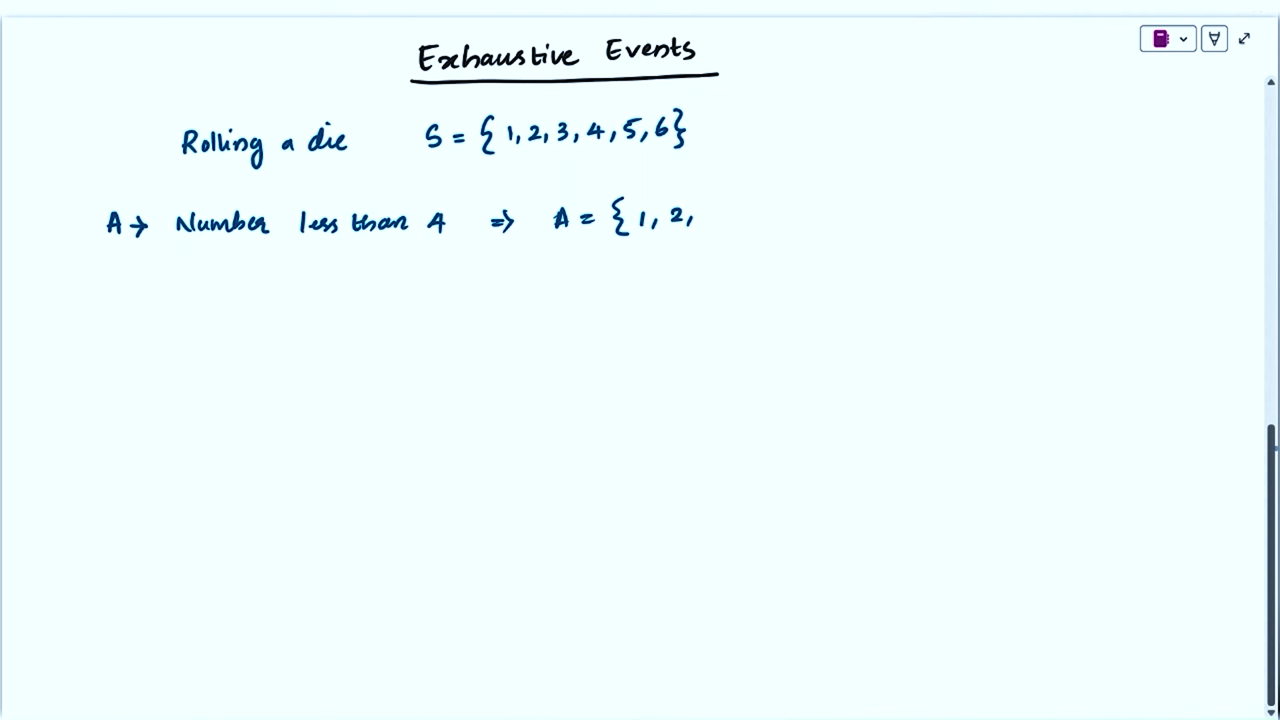 Exhaustive Events
Rolling a die S = { 1, 2, 3, 4, 5, 6 }
A → Number less than 4 ⇒ A = { 1, 2,